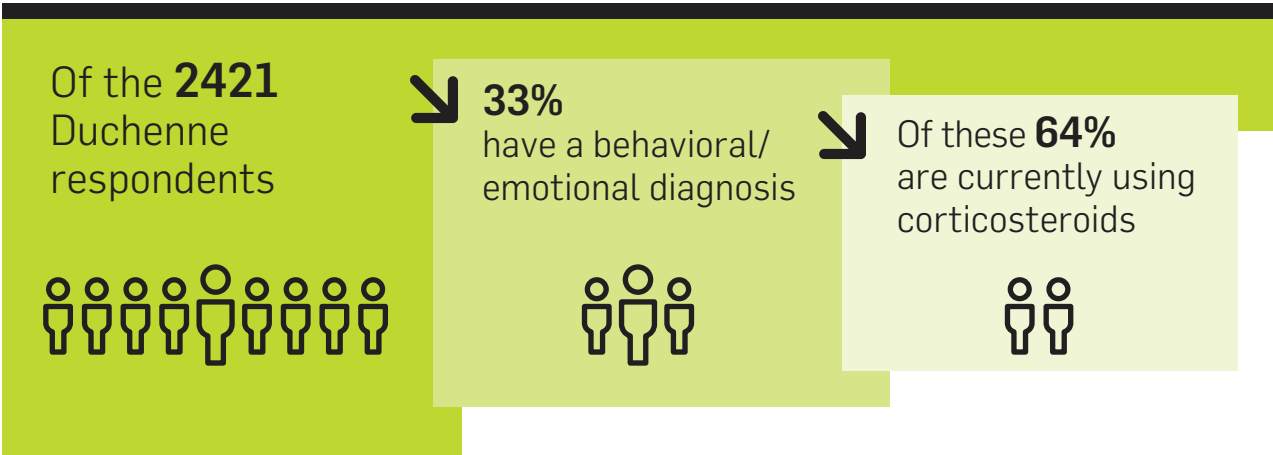 Of the 2421
Duchenne
respondents
33%
have a behavioral/
emotional diagnosis
Of these 64%
are currently using
corticosteroids